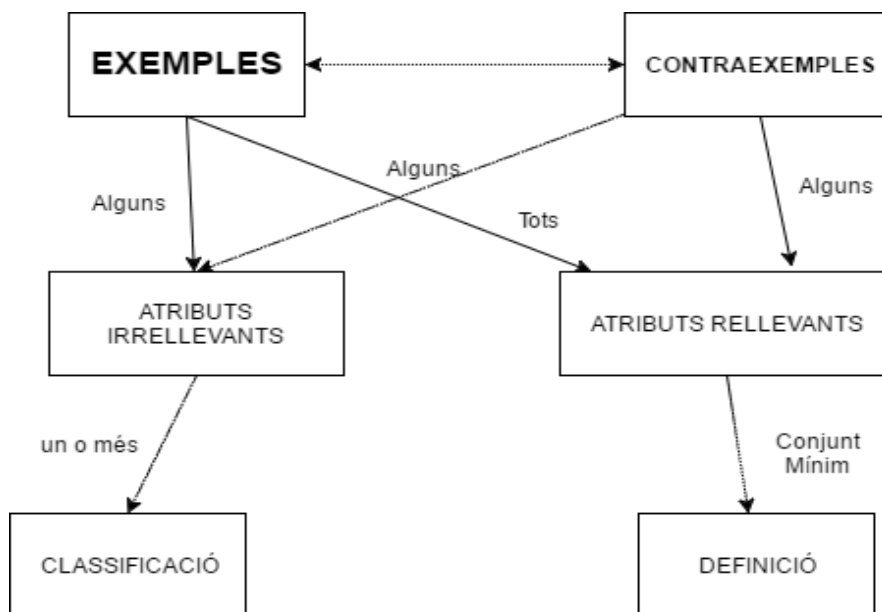 EXEMPLES
CONTRAEXEMPLES
Alguns
Alguns
Alguns
Tots
ATRIBUTS
IRRELLEVANTS
ATRIBUTS RELLEVANTS
un o més
Conjunt
Mínim
CLASSIFICACIÓ
DEFINICIÓ